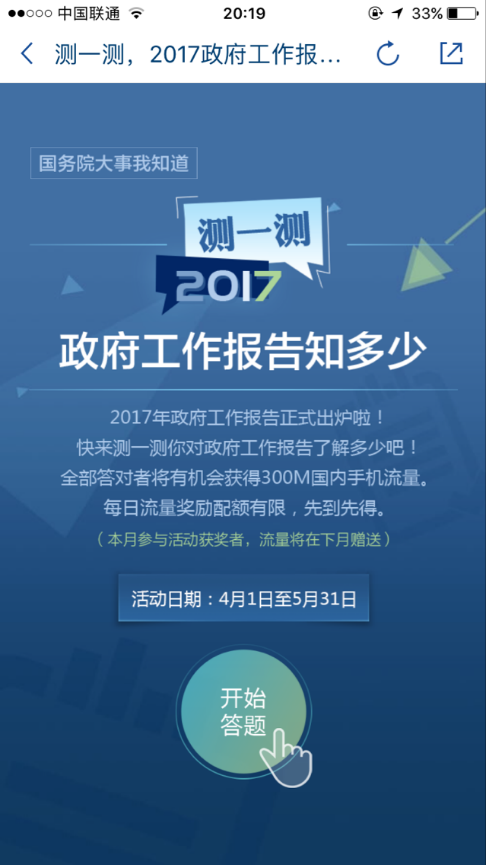 中国联通 20:19 33%
测一测，2017政府工作报...
国务院大事我知道
测一测
2017
政府工作报告知多少
2017年政府工作报告正式出炉啦！
快来测一测你对政府工作报告了解多少吧！
全部答对者将有机会获得300M国内手机流量。
每日流量奖励配额有限，先到先得。
（本月参与活动获奖者，流量将在下月赠送）
活动日期：4月1日至5月31日
开始
答题